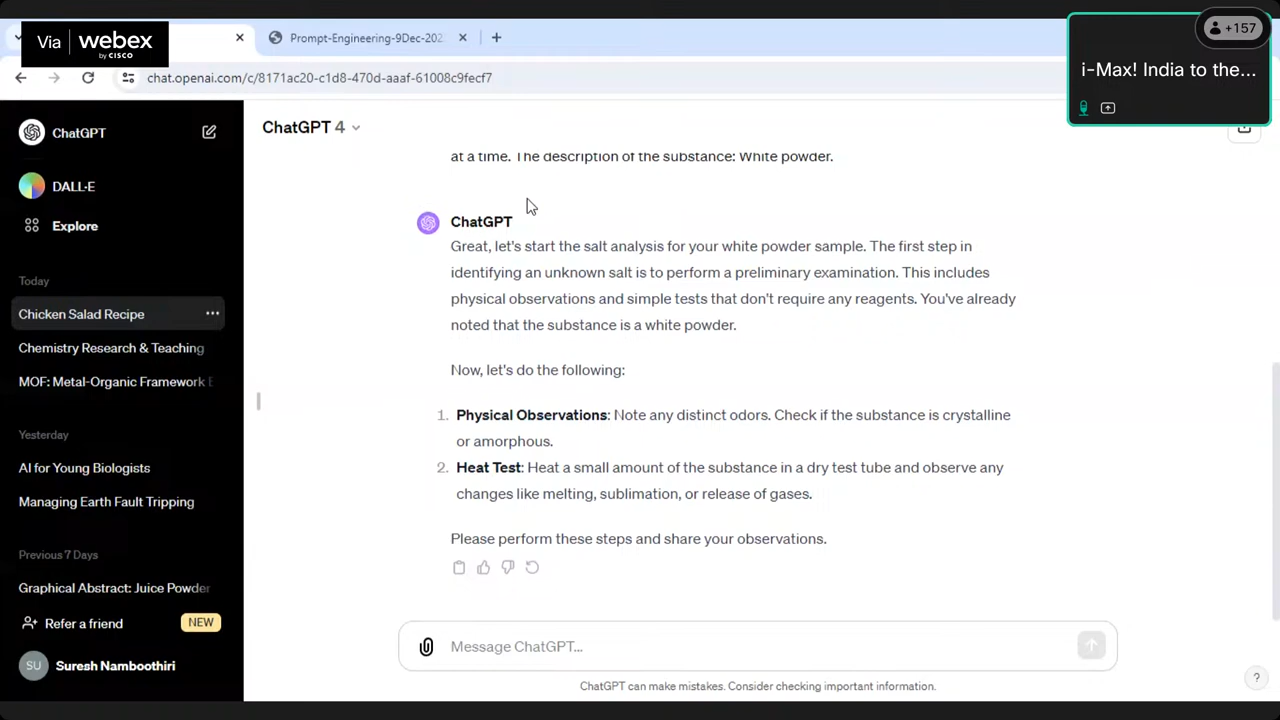 Via webex
by CISCO
Prompt-Engineering-9Dec-202
+157
i-Max! India to the...
chat.openai.com/c/8171ac20-c1d8-470d-aaaf-61008c9fecf7
ChatGPT
DALL·E
Explore
Today
Chicken Salad Recipe
Chemistry Research & Teaching
MOF: Metal-Organic Framework
Yesterday
AI for Young Biologists
Managing Earth Fault Tripping
Previous 7 Days
Graphical Abstract: Juice Powder
Refer a friend NEW
SU Suresh Namboothiri
ChatGPT 4
at a time. The description of the substance: White powder.
ChatGPT
Great, let's start the salt analysis for your white powder sample. The first step in
identifying an unknown salt is to perform a preliminary examination. This includes
physical observations and simple tests that don't require any reagents. You've already
noted that the substance is a white powder.
Now, let's do the following:
1. Physical Observations: Note any distinct odors. Check if the substance is crystalline
or amorphous.
2. Heat Test: Heat a small amount of the substance in a dry test tube and observe any
changes like melting, sublimation, or release of gases.
Please perform these steps and share your observations.
Message ChatGPT...
ChatGPT can make mistakes. Consider checking important information.
?